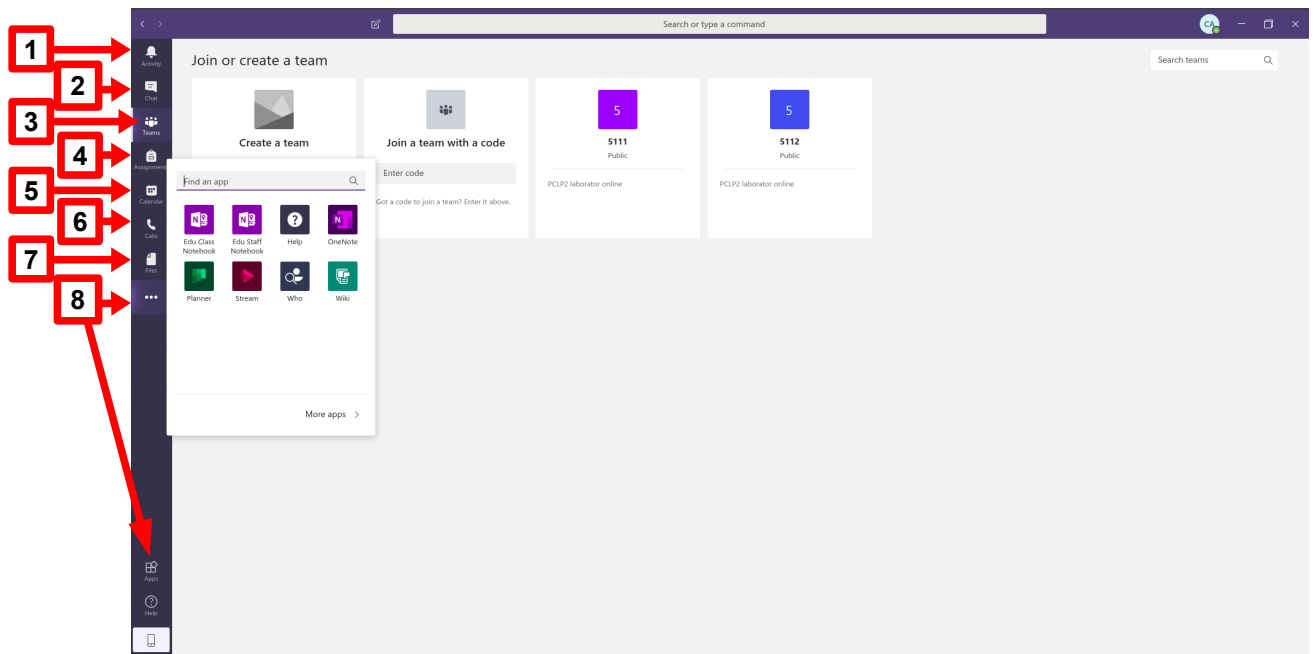 Search or type a command
CA
1
2
3
4
5
6
7
8
Activity
Chat
Teams
Assignment
Calendar
Calls
Files
Apps
Help
Join or create a team
Search teams
Create a team
Join a team with a code
Enter code
Got a code to join a team? Enter it above.
5
5111
Public
PCLP2 laborator online
5
5112
Public
PCLP2 laborator online
Find an app
Edu Class
Notebook
Edu Staff
Notebook
Help
OneNote
Planner
Stream
Who
Wiki
More apps